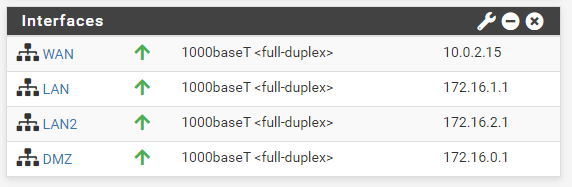 Interfaces
WAN 1000baseT <full-duplex> 10.0.2.15
LAN 1000baseT <full-duplex> 172.16.1.1
LAN2 1000baseT <full-duplex> 172.16.2.1
DMZ 1000baseT <full-duplex> 172.16.0.1